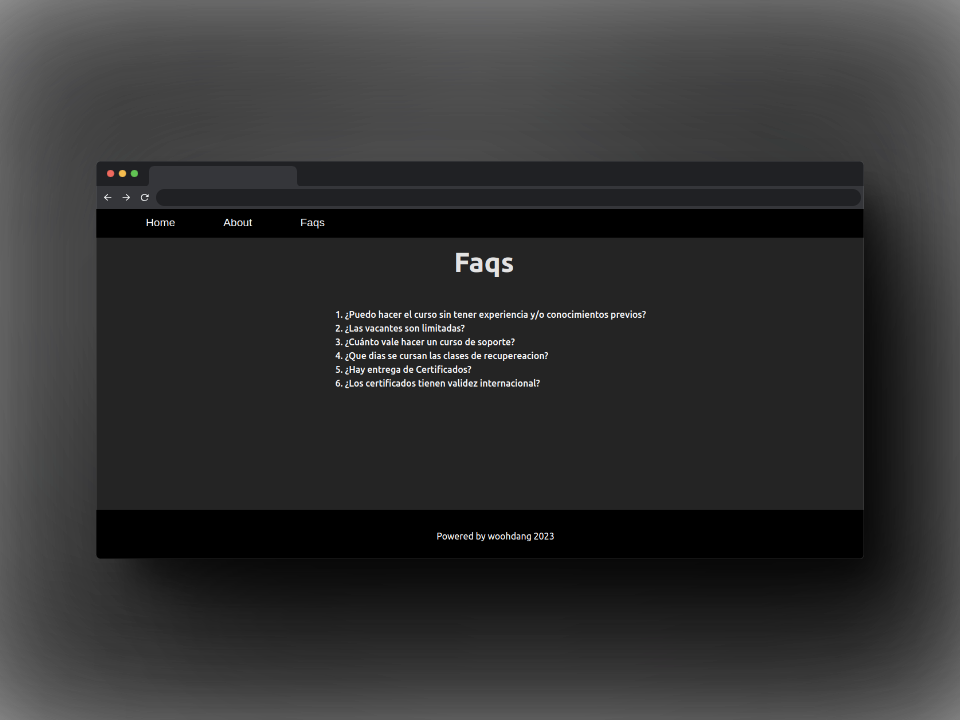 Home About Faqs
Faqs
1. ¿Puedo hacer el curso sin tener experiencia y/o conocimientos previos?
2. ¿Las vacantes son limitadas?
3. ¿Cuánto vale hacer un curso de soporte?
4. ¿Que dias se cursan las clases de recupereacion?
5. ¿Hay entrega de Certificados?
6. ¿Los certificados tienen validez internacional?
Powered by woohdang 2023